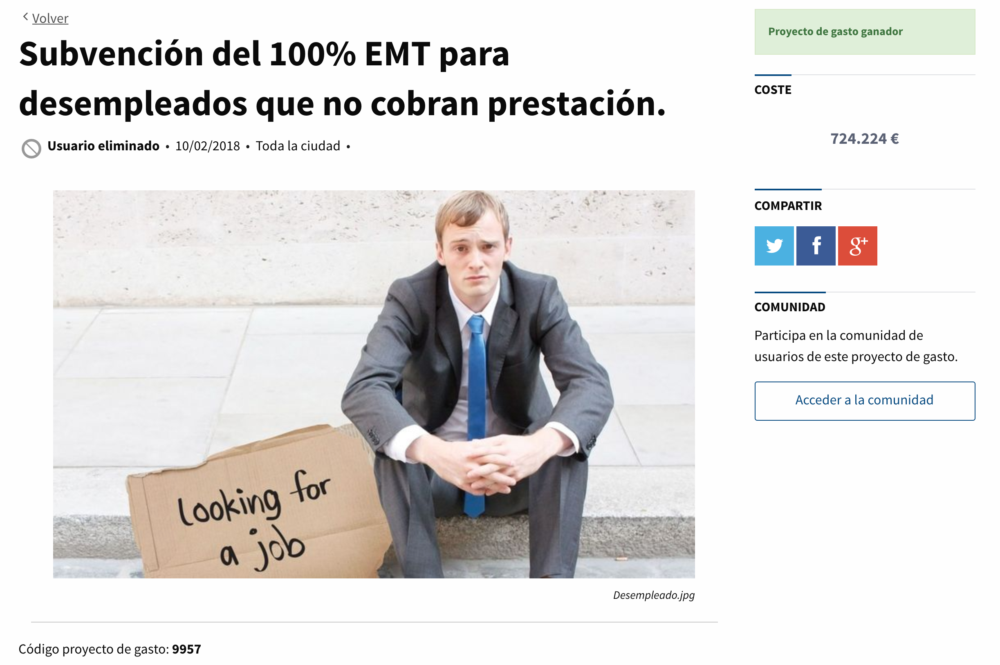 Volver
Subvención del 100% EMT para
desempleados que no cobran prestación.
Usuario eliminado • 10/02/2018 • Toda la ciudad •
looking for
a job
Desempleado.jpg
Código proyecto de gasto: 9957
Proyecto de gasto ganador
COSTE
724.224 €
COMPARTIR
f
g+
COMUNIDAD
Participa en la comunidad de
usuarios de este proyecto de gasto.
Acceder a la comunidad